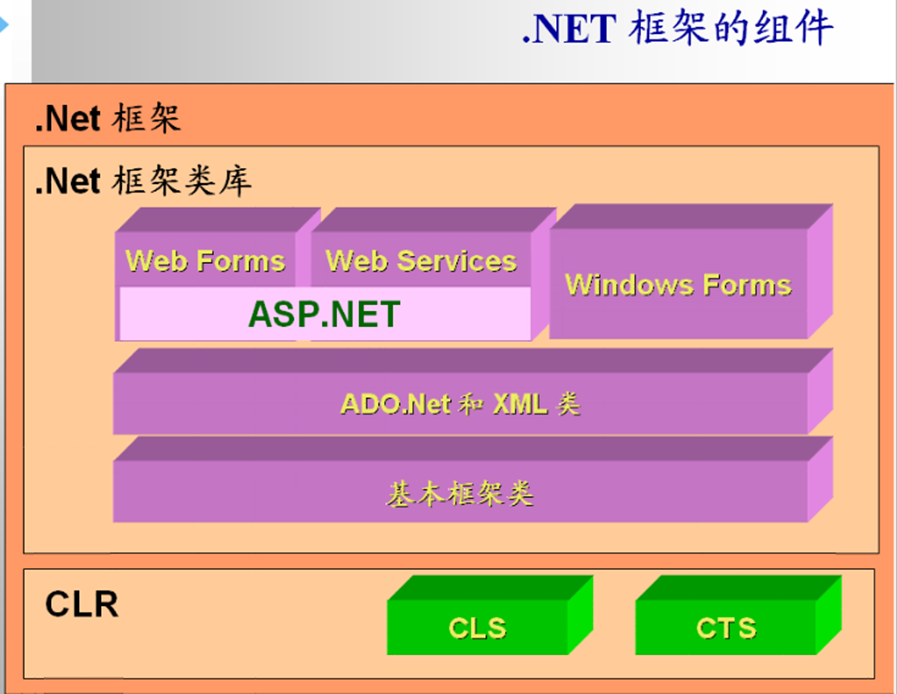 .NET 框架的组件
.Net 框架
.Net 框架类库
Web Forms
Web Services
Windows Forms
ASP.NET
ADO.Net 和 XML 类
基本框架类
CLR
CLS
CTS